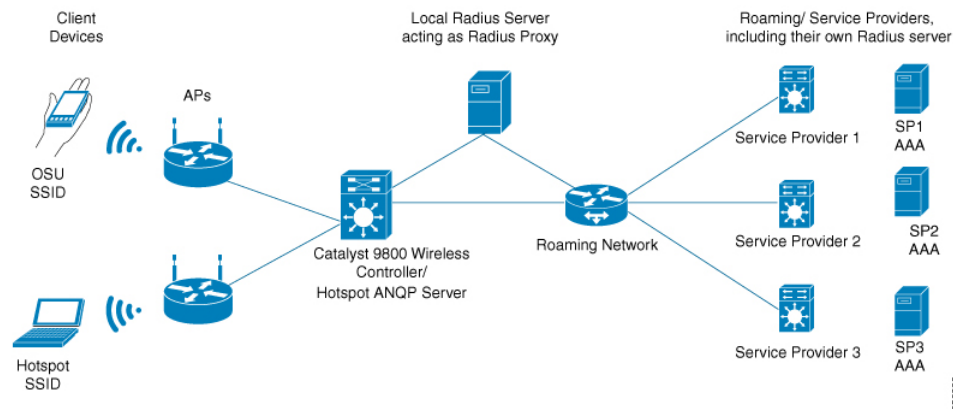 Client
Devices
Local Radius Server
acting as Radius Proxy
Roaming/ Service Providers,
including their own Radius server
APs
OSU
SSID
Service Provider 1
SP1
AAA
Catalyst 9800 Wireless
Controller/
Hotspot ANQP Server
Roaming Network
Service Provider 2
SP2
AAA
Hotspot
SSID
Service Provider 3
SP3
AAA